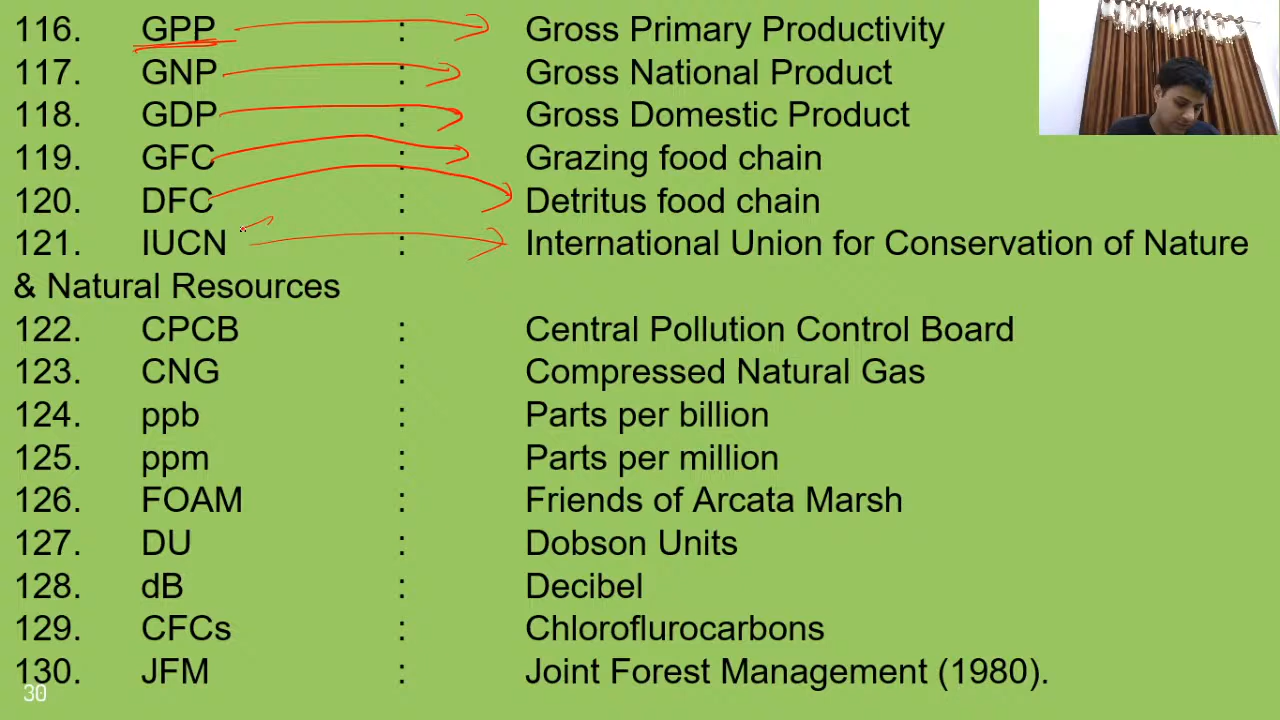 116. GPP : Gross Primary Productivity
117. GNP : Gross National Product
118. GDP : Gross Domestic Product
119. GFC : Grazing food chain
120. DFC : Detritus food chain
121. IUCN : International Union for Conservation of Nature
& Natural Resources
122. CPCB : Central Pollution Control Board
123. CNG : Compressed Natural Gas
124. ppb : Parts per billion
125. ppm : Parts per million
126. FOAM : Friends of Arcata Marsh
127. DU : Dobson Units
128. dB : Decibel
129. CFCs : Chloroflurocarbons
130. JFM : Joint Forest Management (1980).
30